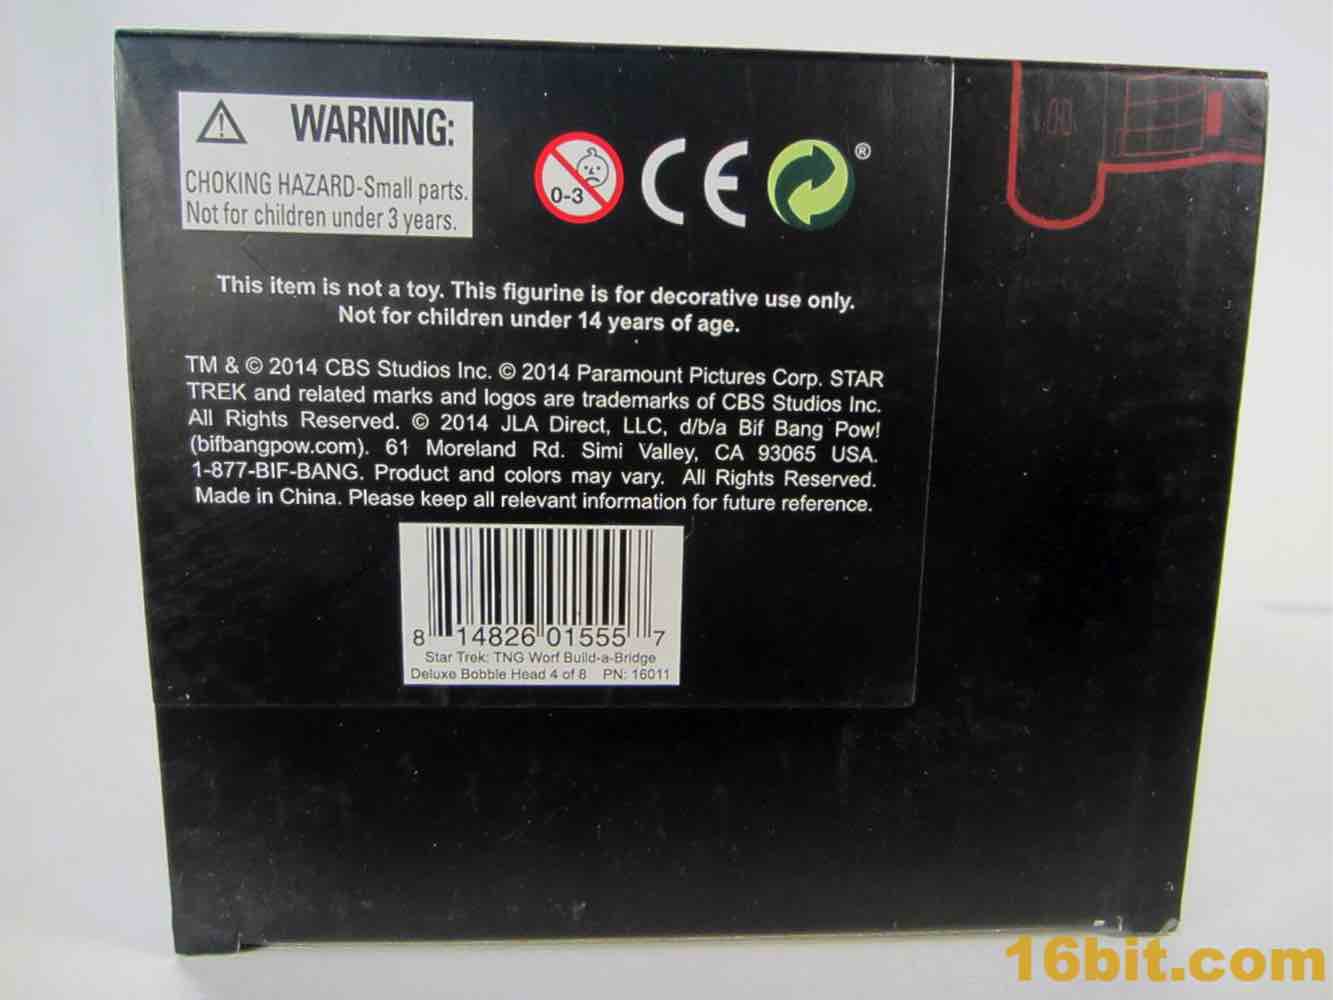 WARNING:
CHOKING HAZARD-Small parts.
Not for children under 3 years.
0-3
CE
®
This item is not a toy. This figurine is for decorative use only.
Not for children under 14 years of age.
TM & © 2014 CBS Studios Inc. © 2014 Paramount Pictures Corp. STAR
TREK and related marks and logos are trademarks of CBS Studios Inc.
All Rights Reserved. © 2014 JLA Direct, LLC, d/b/a Bif Bang Pow!
(bifbangpow.com). 61 Moreland Rd. Simi Valley, CA 93065 USA.
1-877-BIF-BANG. Product and colors may vary. All Rights Reserved.
Made in China. Please keep all relevant information for future reference.
8 14826 01555 7
Star Trek: TNG Worf Build-a-Bridge
Deluxe Bobble Head 4 of 8 PN: 16011
16bit.com